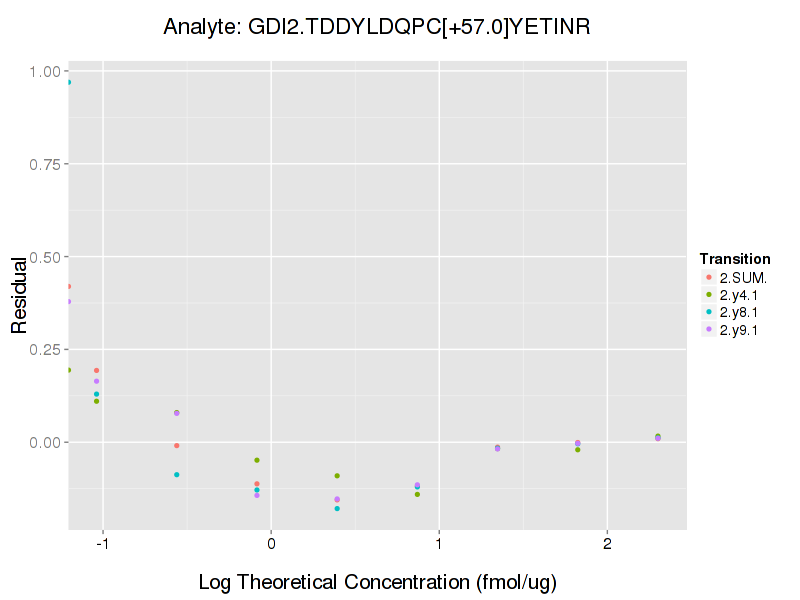 Analyte: GDI2.TDDYLDQPC[+57.0]YETINR
1.00
0.75
0.50
0.25
0.00
Residual
-1
0
1
2
Log Theoretical Concentration (fmol/ug)
Transition
2.SUM.
2.y4.1
2.y8.1
2.y9.1